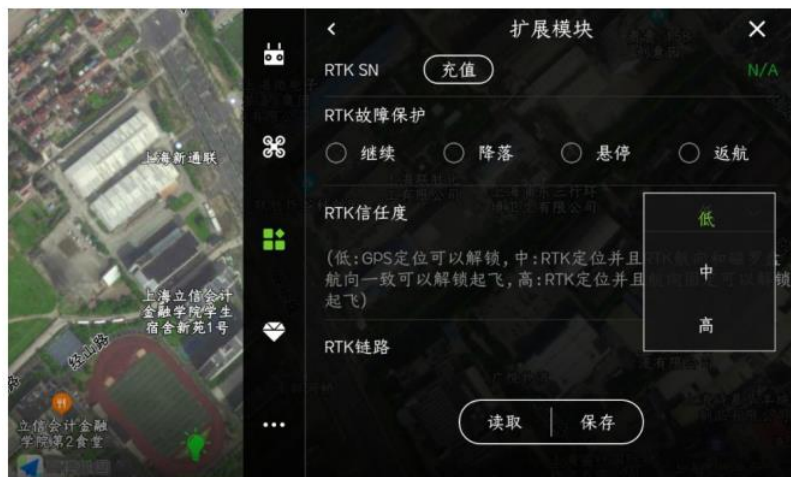 扩展模块
RTK SN
充值
N/A
RTK故障保护
继续
降落
悬停
返航
RTK信任度
低
中
高
(低:GPS定位可以解锁,中:RTK定位并且
航向一致可以解锁起飞,高:RTK定位并且
锁
起飞)
RTK链路
读取
保存
上海新通联
上海立信会计
金融学院学生
宿舍新苑1号
经山路
立信会计金融
学院第2食堂